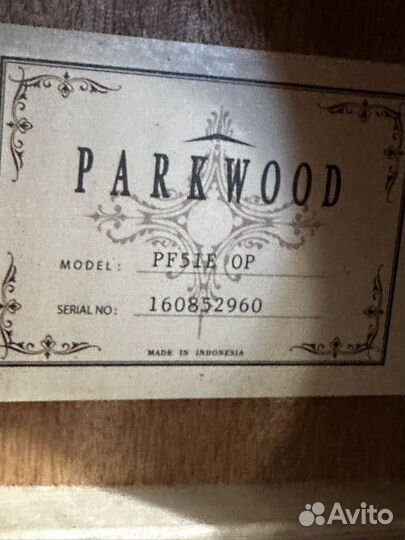 PARKWOOD
MODEL: PF51E OP
SERIAL NO: 160852960
MADE IN INDONESIA
Avito